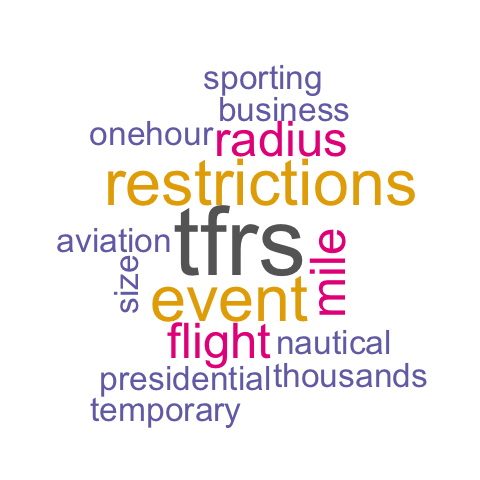 sporting
business
onehour radius
restrictions
tfrs
aviation
mile
size
event
flight nautical
presidential thousands
temporary